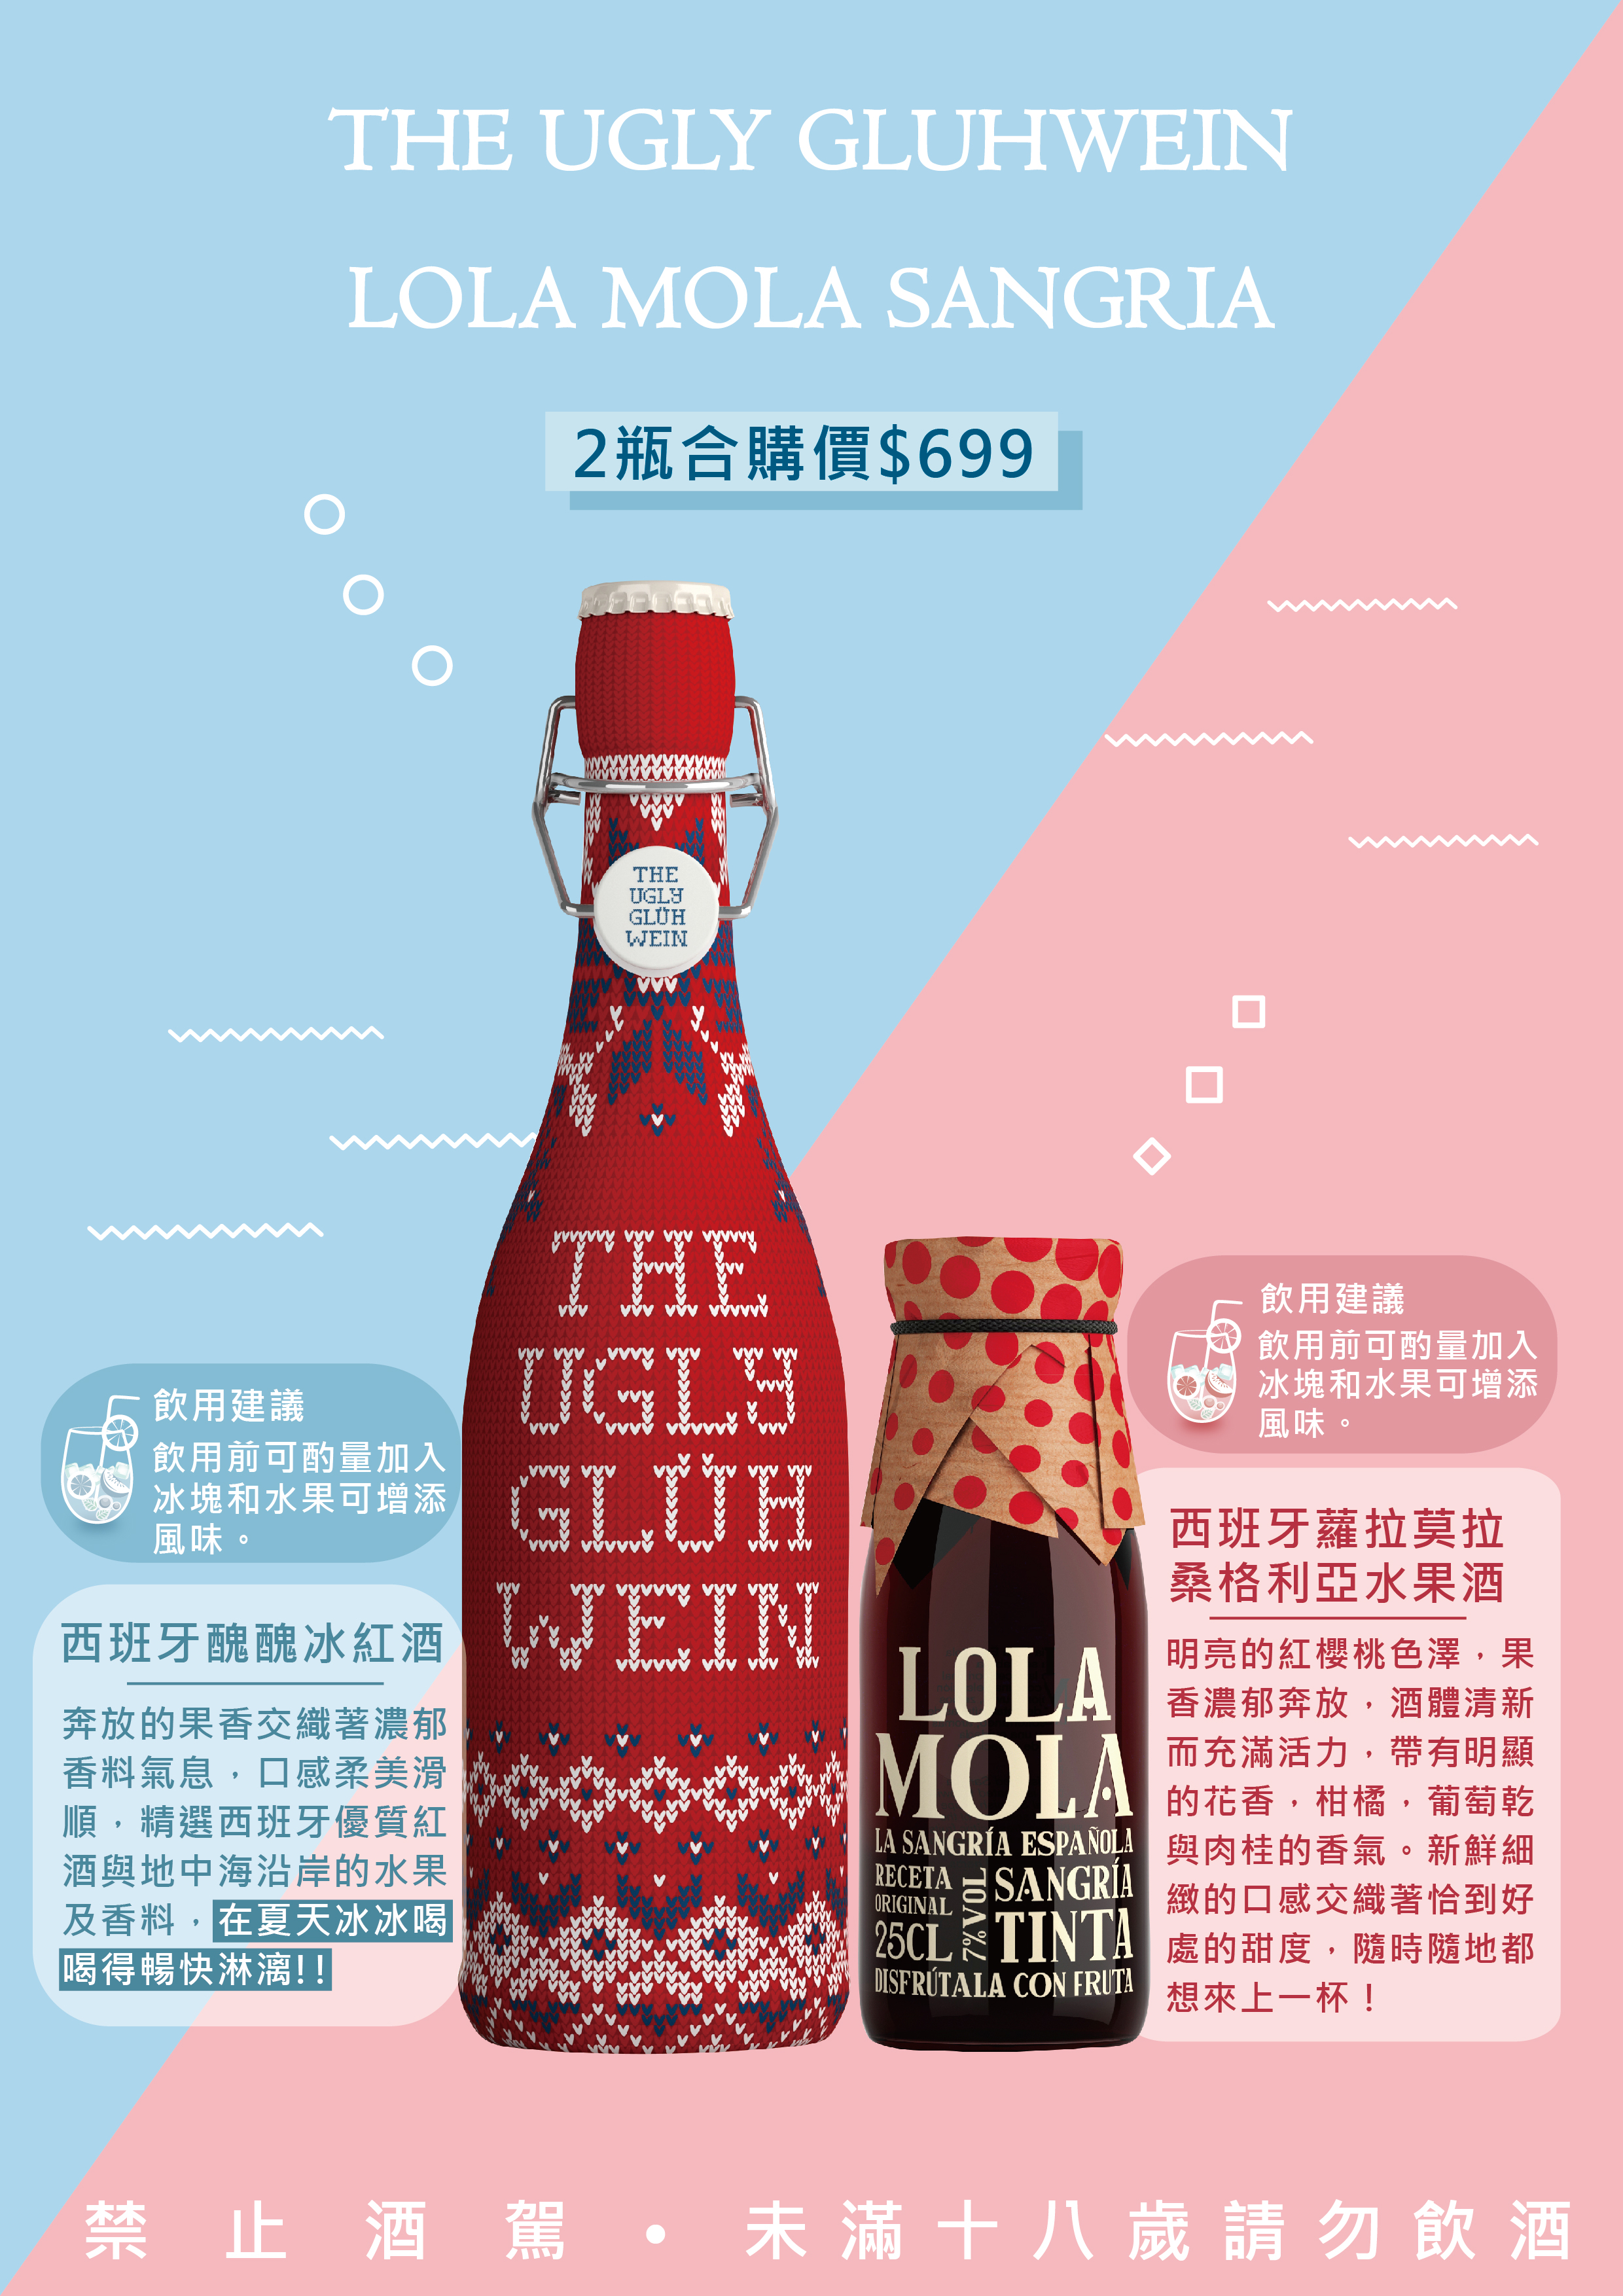 THE UGLY GLUHWEIN
LOLA MOLA SANGRIA
2瓶合購價$699
THE
UGLY
GLÜH
WEIN
THE
UGLY
GLÜH
WEIN
飲用建議
飲用前可酌量加入
冰塊和水果可增添
風味。
西班牙醜醜冰紅酒
奔放的果香交織著濃郁
香料氣息，口感柔美滑
順，精選西班牙優質紅
酒與地中海沿岸的水果
及香料，在夏天冰冰喝
喝得暢快淋漓!!
LOLA
MOLA
LA SANGRÍA ESPAÑOLA
RECETA
ORIGINAL
25CL
7%VOL
SANGRÍA
TINTA
DISFRÚTALA CON FRUTA
飲用建議
飲用前可酌量加入
冰塊和水果可增添
風味。
西班牙蘿拉莫拉
桑格利亞水果酒
明亮的紅櫻桃色澤，果
香濃郁奔放，酒體清新
而充滿活力，帶有明顯
的花香，柑橘，葡萄乾
與肉桂的香氣。新鮮細
緻的口感交織著恰到好
處的甜度，隨時隨地都
想來上一杯！
禁止酒駕•未滿十八歲請勿飲酒